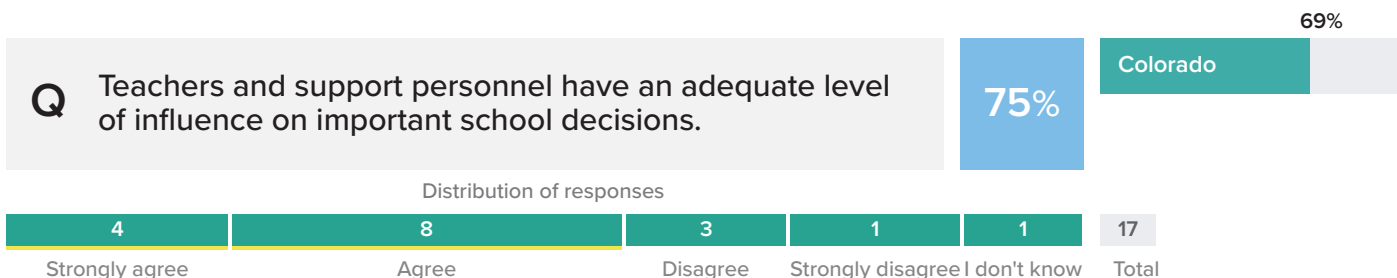 69%
Q Teachers and support personnel have an adequate level
of influence on important school decisions.
75%
Colorado
Distribution of responses
4 8 3 1 1 17
Strongly agree Agree Disagree Strongly disagree I don't know Total